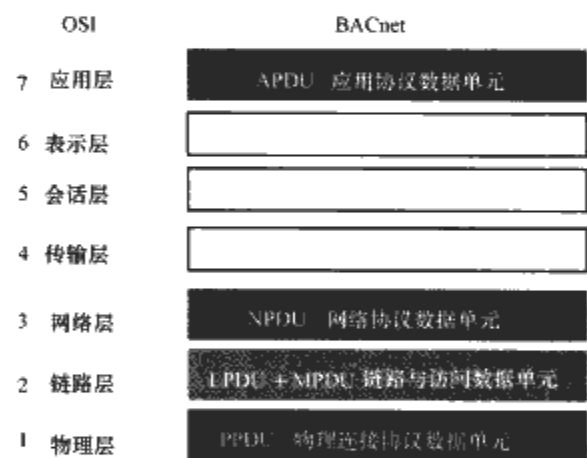 OSI BACnet
7 应用层 APDU 应用协议数据单元
6 表示层
5 会话层
4 传输层
3 网络层 NPDU 网络协议数据单元
2 链路层 LPDU + MPDU 链路与访问数据单元
1 物理层 PPDU 物理连接协议数据单元